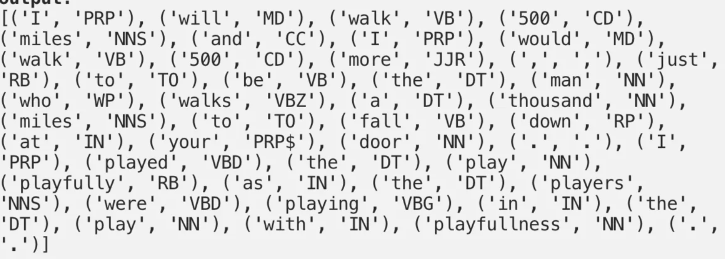 output:
[('I', 'PRP'), ('will', 'MD'), ('walk', 'VB'), ('500', 'CD'),
('miles', 'NNS'), ('and', 'CC'), ('I', 'PRP'), ('would', 'MD'),
('walk', 'VB'), ('500', 'CD'), ('more', 'JJR'), (',', ','), ('just',
'RB'), ('to', 'TO'), ('be', 'VB'), ('the', 'DT'), ('man', 'NN'),
('who', 'WP'), ('walks', 'VBZ'), ('a', 'DT'), ('thousand', 'NN'),
('miles', 'NNS'), ('to', 'TO'), ('fall', 'VB'), ('down', 'RP'),
('at', 'IN'), ('your', 'PRP$'), ('door', 'NN'), ('.', '.'), ('I',
'PRP'), ('played', 'VBD'), ('the', 'DT'), ('play', 'NN'),
('playfully', 'RB'), ('as', 'IN'), ('the', 'DT'), ('players',
'NNS'), ('were', 'VBD'), ('playing', 'VBG'), ('in', 'IN'), ('the',
'DT'), ('play', 'NN'), ('with', 'IN'), ('playfullness', 'NN'), ('.',
'.')]